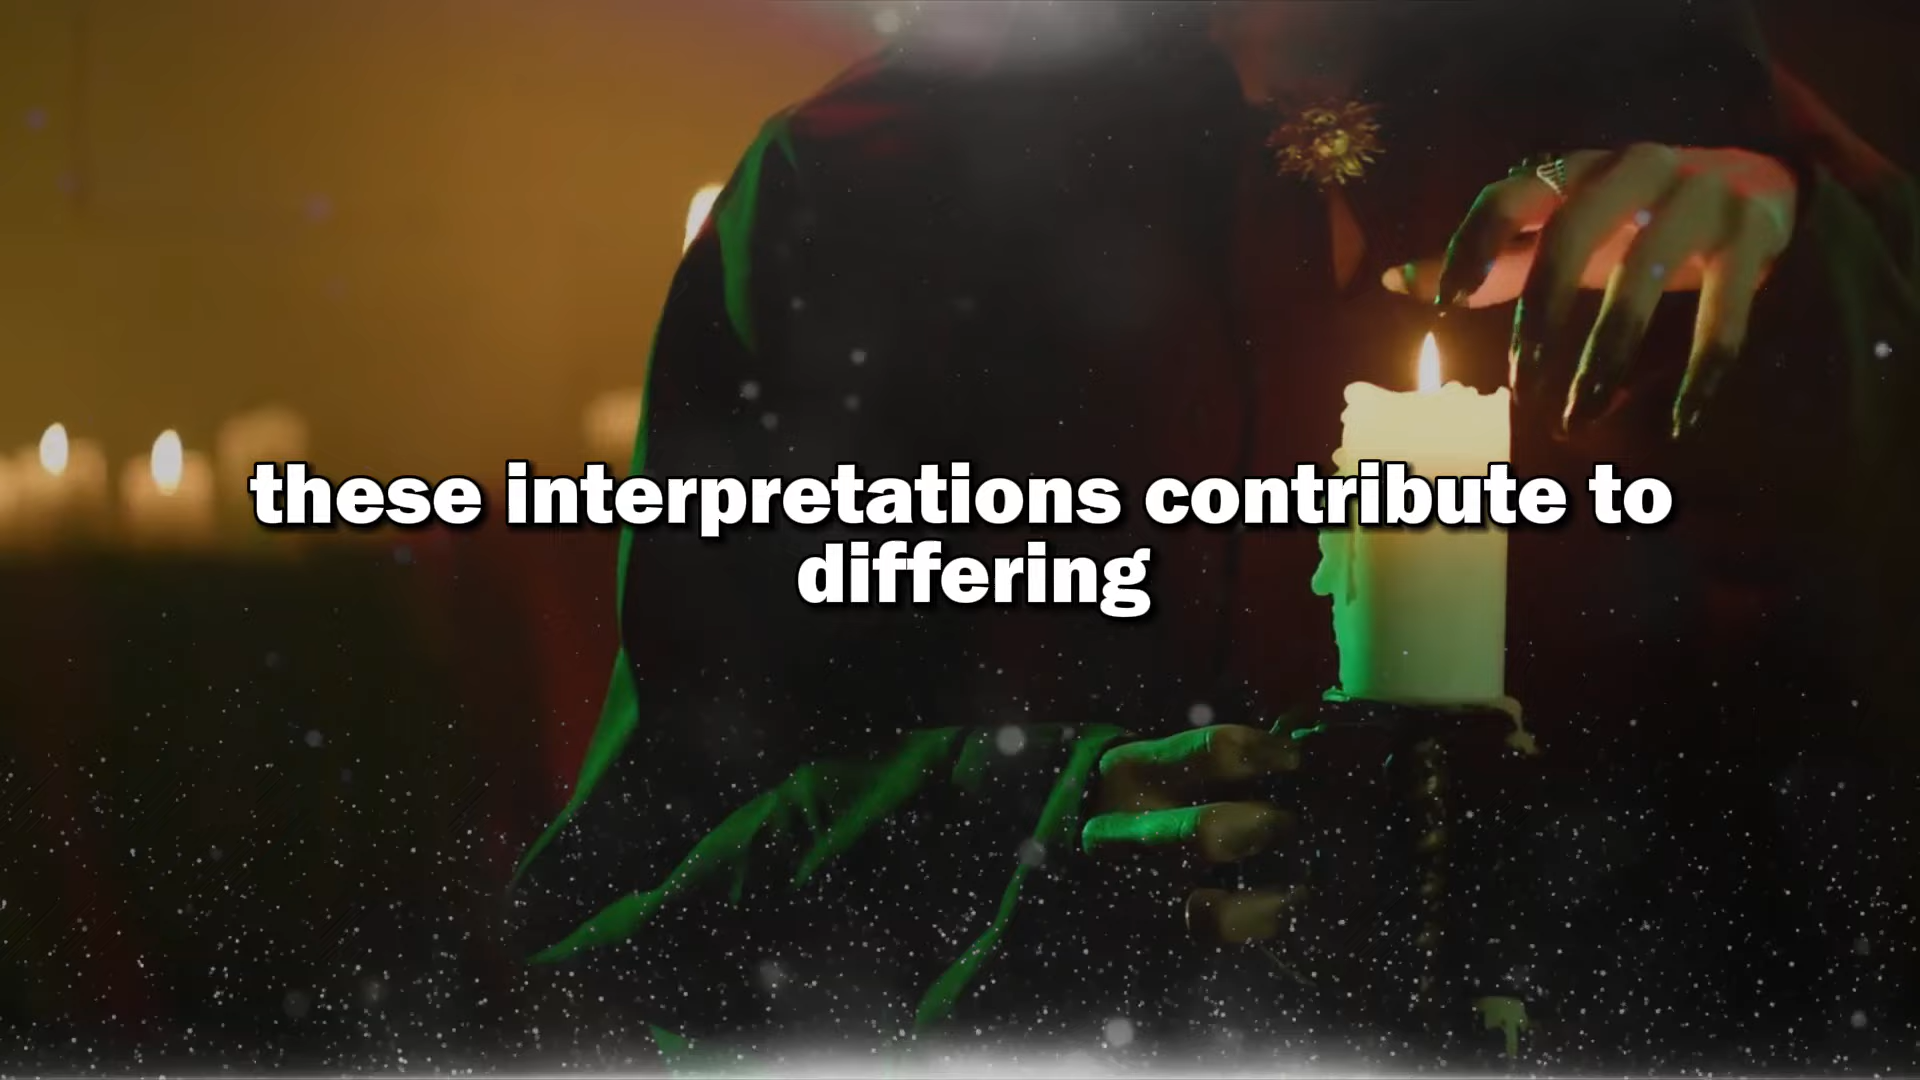 these interpretations contribute to
differing